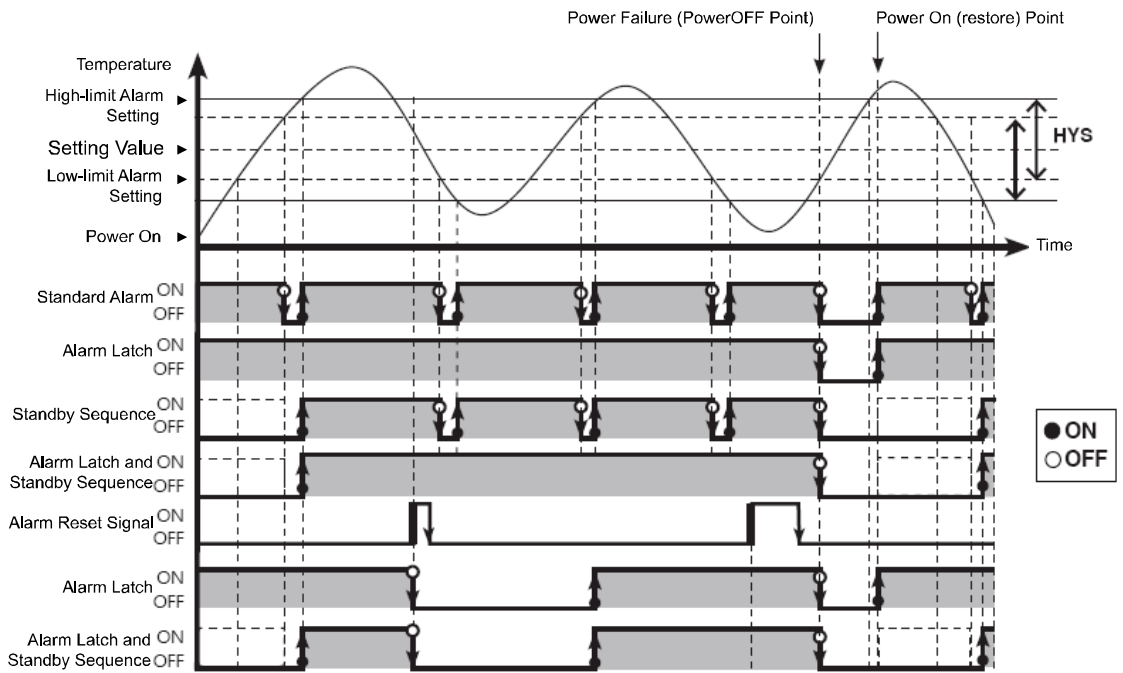 Power Failure (PowerOFF Point)
Power On (restore) Point
Temperature
High-limit Alarm
Setting
Setting Value
Low-limit Alarm
Setting
Power On
HYS
Time
Standard Alarm
ON
OFF
Alarm Latch
ON
OFF
Standby Sequence
ON
OFF
Alarm Latch and
Standby Sequence
ON
OFF
Alarm Reset Signal
ON
OFF
Alarm Latch
ON
OFF
Alarm Latch and
Standby Sequence
ON
OFF
ON
OFF